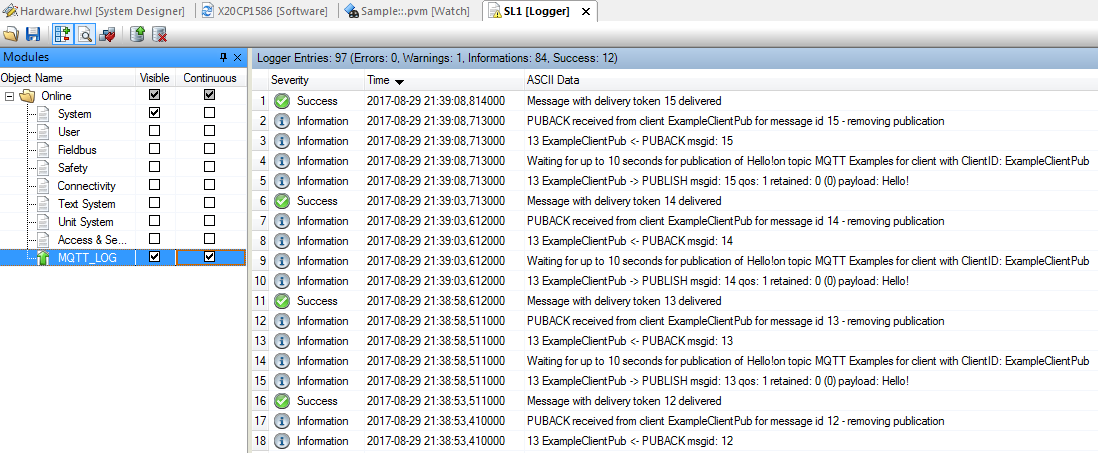 Hardware.hwl [System Designer] X20CP1586 [Software] Sample::.pvm [Watch] SL1 [Logger]
Modules
Object Name Visible Continuous
Online
System
User
Fieldbus
Safety
Connectivity
Text System
Unit System
Access & Se...
MQTT_LOG
Logger Entries: 97 (Errors: 0, Warnings: 1, Informations: 84, Success: 12)
Severity Time ASCII Data
1 Success 2017-08-29 21:39:08,814000 Message with delivery token 15 delivered
2 Information 2017-08-29 21:39:08,713000 PUBACK received from client ExampleClientPub for message id 15 - removing publication
3 Information 2017-08-29 21:39:08,713000 13 ExampleClientPub <- PUBACK msgid: 15
4 Information 2017-08-29 21:39:08,713000 Waiting for up to 10 seconds for publication of Hello!on topic MQTT Examples for client with ClientID: ExampleClientPub
5 Information 2017-08-29 21:39:08,713000 13 ExampleClientPub -> PUBLISH msgid: 15 qos: 1 retained: 0 (0) payload: Hello!
6 Success 2017-08-29 21:39:03,713000 Message with delivery token 14 delivered
7 Information 2017-08-29 21:39:03,612000 PUBACK received from client ExampleClientPub for message id 14 - removing publication
8 Information 2017-08-29 21:39:03,612000 13 ExampleClientPub <- PUBACK msgid: 14
9 Information 2017-08-29 21:39:03,612000 Waiting for up to 10 seconds for publication of Hello!on topic MQTT Examples for client with ClientID: ExampleClientPub
10 Information 2017-08-29 21:39:03,612000 13 ExampleClientPub -> PUBLISH msgid: 14 qos: 1 retained: 0 (0) payload: Hello!
11 Success 2017-08-29 21:38:58,612000 Message with delivery token 13 delivered
12 Information 2017-08-29 21:38:58,511000 PUBACK received from client ExampleClientPub for message id 13 - removing publication
13 Information 2017-08-29 21:38:58,511000 13 ExampleClientPub <- PUBACK msgid: 13
14 Information 2017-08-29 21:38:58,511000 Waiting for up to 10 seconds for publication of Hello!on topic MQTT Examples for client with ClientID: ExampleClientPub
15 Information 2017-08-29 21:38:58,511000 13 ExampleClientPub -> PUBLISH msgid: 13 qos: 1 retained: 0 (0) payload: Hello!
16 Success 2017-08-29 21:38:53,511000 Message with delivery token 12 delivered
17 Information 2017-08-29 21:38:53,410000 PUBACK received from client ExampleClientPub for message id 12 - removing publication
18 Information 2017-08-29 21:38:53,410000 13 ExampleClientPub <- PUBACK msgid: 12